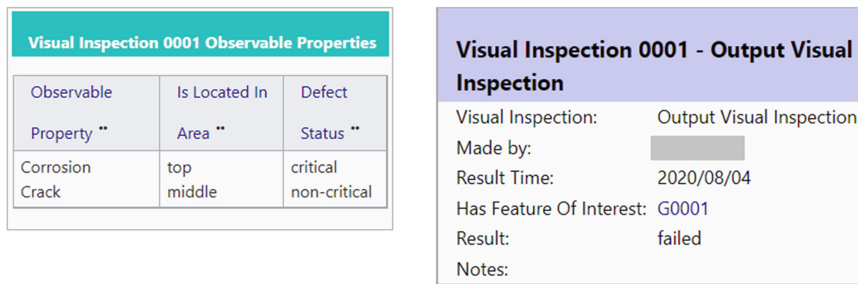 Visual Inspection 0001 Observable Properties
Observable Property
Is Located In Area
Defect Status
Corrosion top critical
Crack middle non-critical
Visual Inspection 0001 - Output Visual
Inspection
Visual Inspection: Output Visual Inspection
Made by:
Result Time: 2020/08/04
Has Feature Of Interest: G0001
Result: failed
Notes: